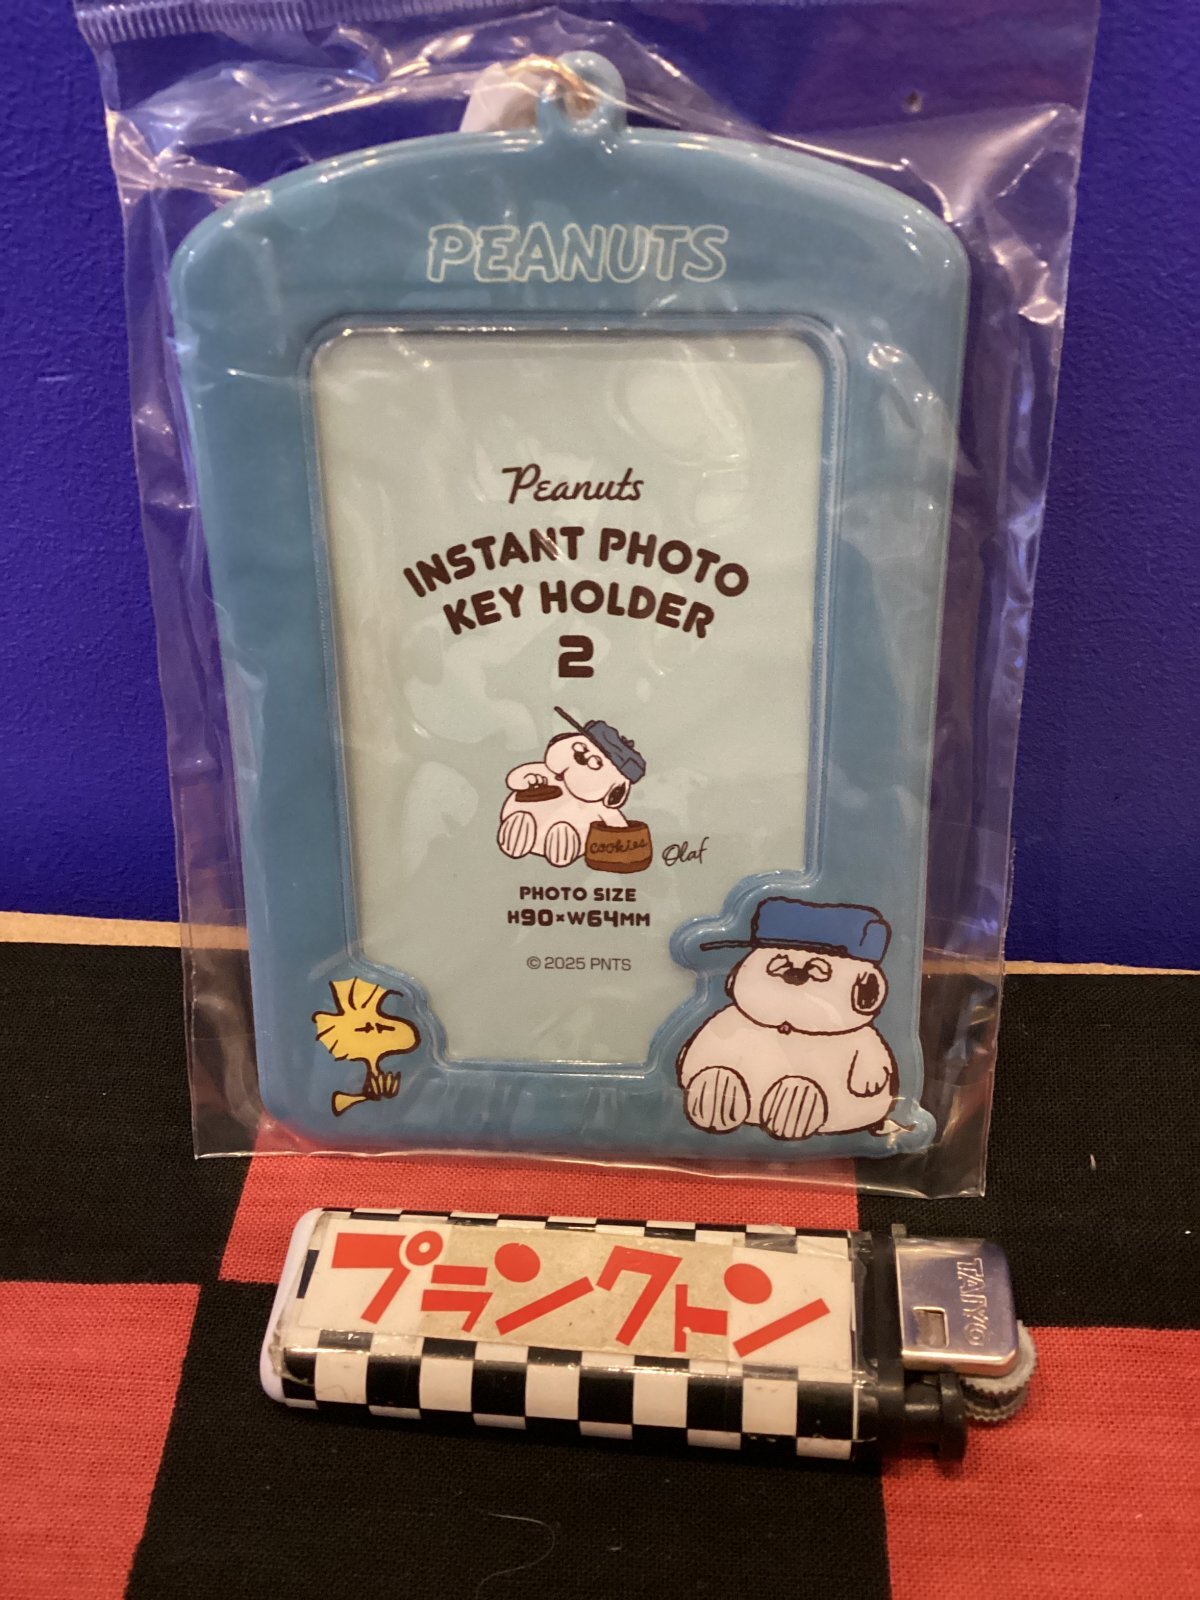 PEANUTS
Peanuts
INSTANT PHOTO
KEY HOLDER
2
cookies
Olaf
PHOTO SIZE
H90×W64MM
© 2025 PNTS
プランクトン
TAIYO